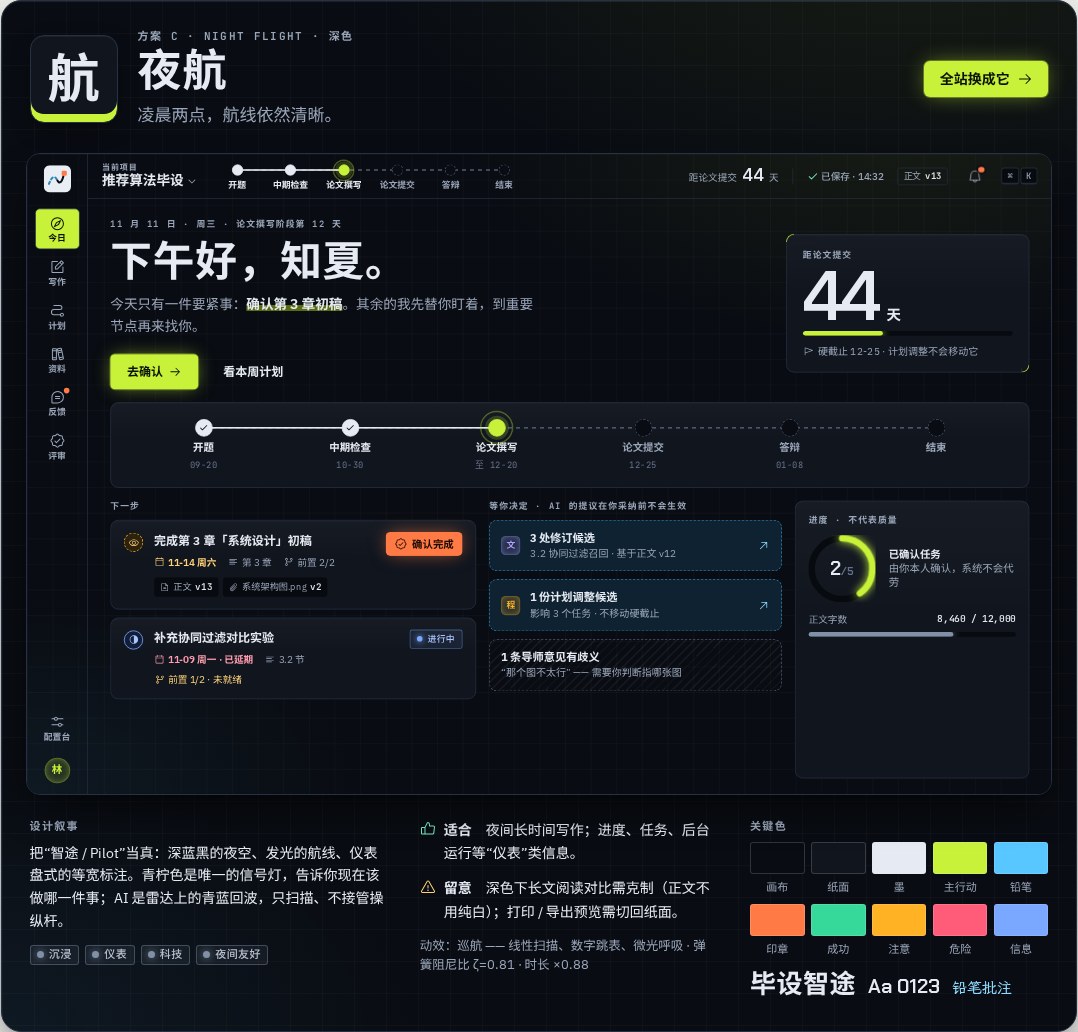 航
方案 C · NIGHT FLIGHT · 深色
夜航
凌晨两点，航线依然清晰。
全站换成它
当前项目
推荐算法毕设
开题
中期检查
论文撰写
论文提交
答辩
结束
距论文提交 44 天
已保存 · 14:32
正文 v13
⌘ K
今日
写作
计划
资料
反馈
评审
配置台
林
11 月 11 日 · 周三 · 论文撰写阶段第 12 天
下午好，知夏。
今天只有一件要紧事：确认第 3 章初稿。其余的我先替你盯着，到重要
节点再来找你。
去确认
看本周计划
距论文提交
44 天
硬截止 12-25 · 计划调整不会移动它
开题
09-20
中期检查
10-30
论文撰写
至 12-20
论文提交
12-25
答辩
01-08
结束
下一步
完成第 3 章「系统设计」初稿
确认完成
11-14 周六 第 3 章 前置 2/2
正文 v13 系统架构图.png v2
补充协同过滤对比实验
进行中
11-09 周一 · 已延期 3.2 节
前置 1/2 · 未就绪
等你决定 · AI 的提议在你采纳前不会生效
文
3 处修订候选
3.2 协同过滤召回 · 基于正文 v12
程
1 份计划调整候选
影响 3 个任务 · 不移动硬截止
1 条导师意见有歧义
“那个图不太行” —— 需要你判断指哪张图
进度 · 不代表质量
2/5
已确认任务
由你本人确认，系统不会代
劳
正文字数 8,460 / 12,000
设计叙事
把“智途 / Pilot”当真：深蓝黑的夜空、发光的航线、仪表
盘式的等宽标注。青柠色是唯一的信号灯，告诉你现在该
做哪一件事；AI 是雷达上的青蓝回波，只扫描、不接管操
纵杆。
沉浸
仪表
科技
夜间友好
适合 夜间长时间写作；进度、任务、后台
运行等“仪表”类信息。
留意 深色下长文阅读对比需克制（正文不
用纯白）；打印 / 导出预览需切回纸面。
动效：巡航 —— 线性扫描、数字跳表、微光呼吸 · 弹
簧阻尼比 ζ=0.81 · 时长 ×0.88
关键色
画布
纸面
墨
主行动
铅笔
印章
成功
注意
危险
信息
毕设智途 Aa 0123 铅笔批注